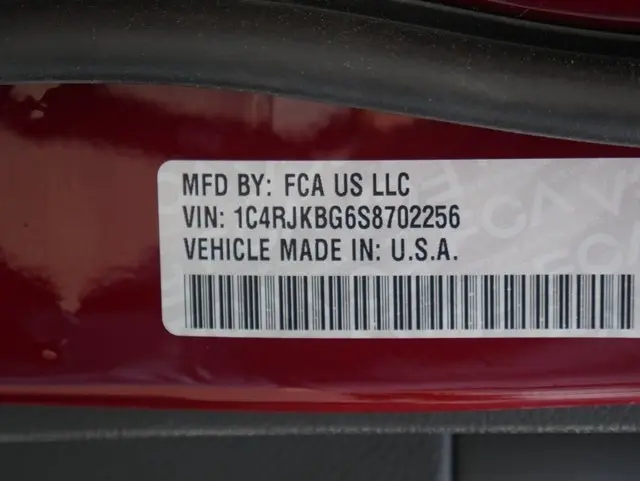 MFD BY: FCA US LLC
VIN: 1C4RJKBG6S8702256
VEHICLE MADE IN: U.S.A.